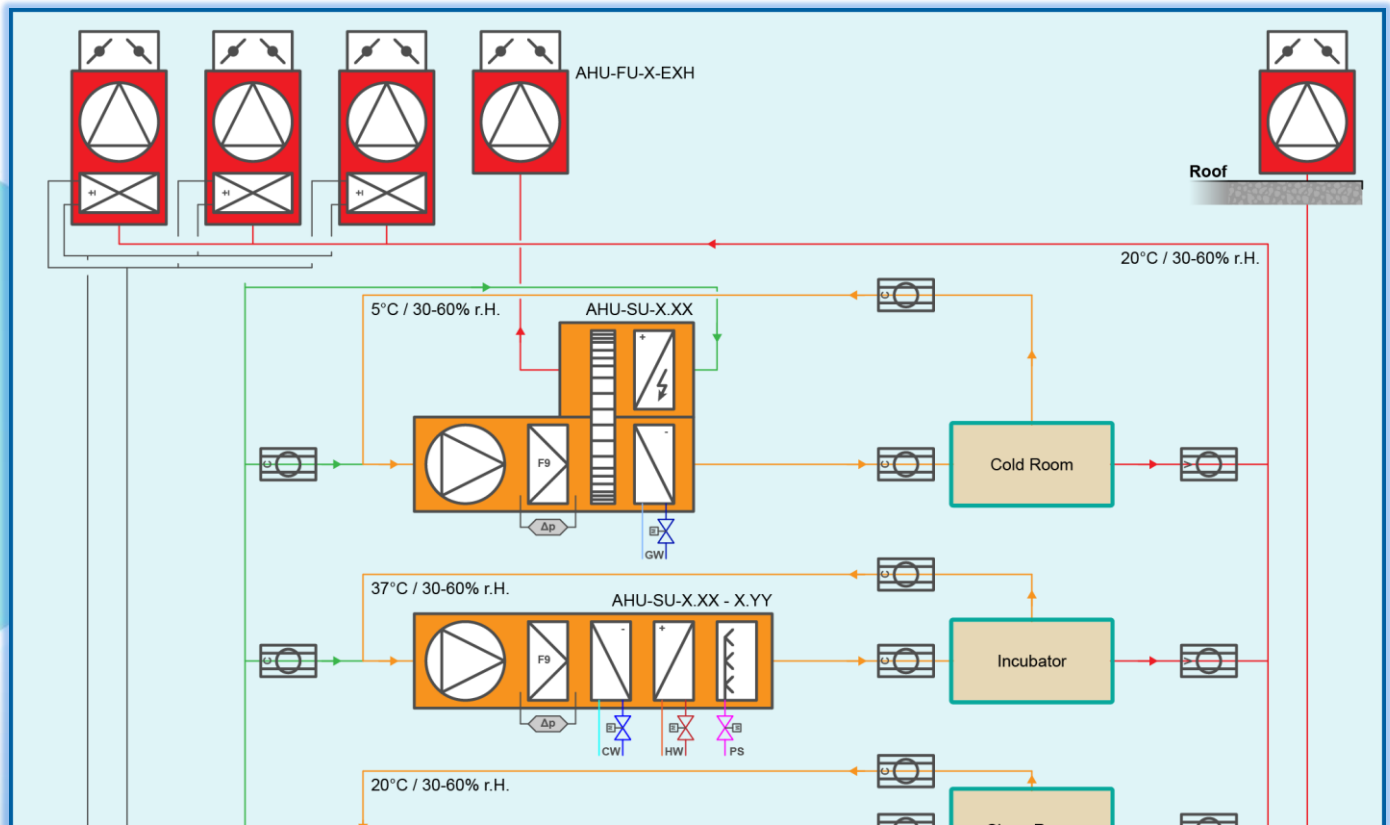 AHU-FU-X-EXH
Roof
20°C / 30-60% r.H.
5°C / 30-60% r.H.
AHU-SU-X.XX
+
-
C
F9
C
C
Cold Room
V
Δp
GW
37°C / 30-60% r.H.
AHU-SU-X.XX - X.YY
C
C
F9
-
+
C
Incubator
V
Δp
CW
HW
PS
20°C / 30-60% r.H.
C